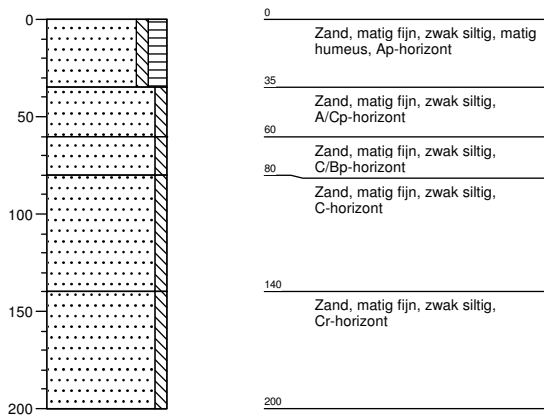 0
50
100
150
200
0
Zand, matig fijn, zwak siltig, matig
humeus, Ap-horizont
35
Zand, matig fijn, zwak siltig,
A/Cp-horizont
60
Zand, matig fijn, zwak siltig,
C/Bp-horizont
80
Zand, matig fijn, zwak siltig,
C-horizont
140
Zand, matig fijn, zwak siltig,
Cr-horizont
200